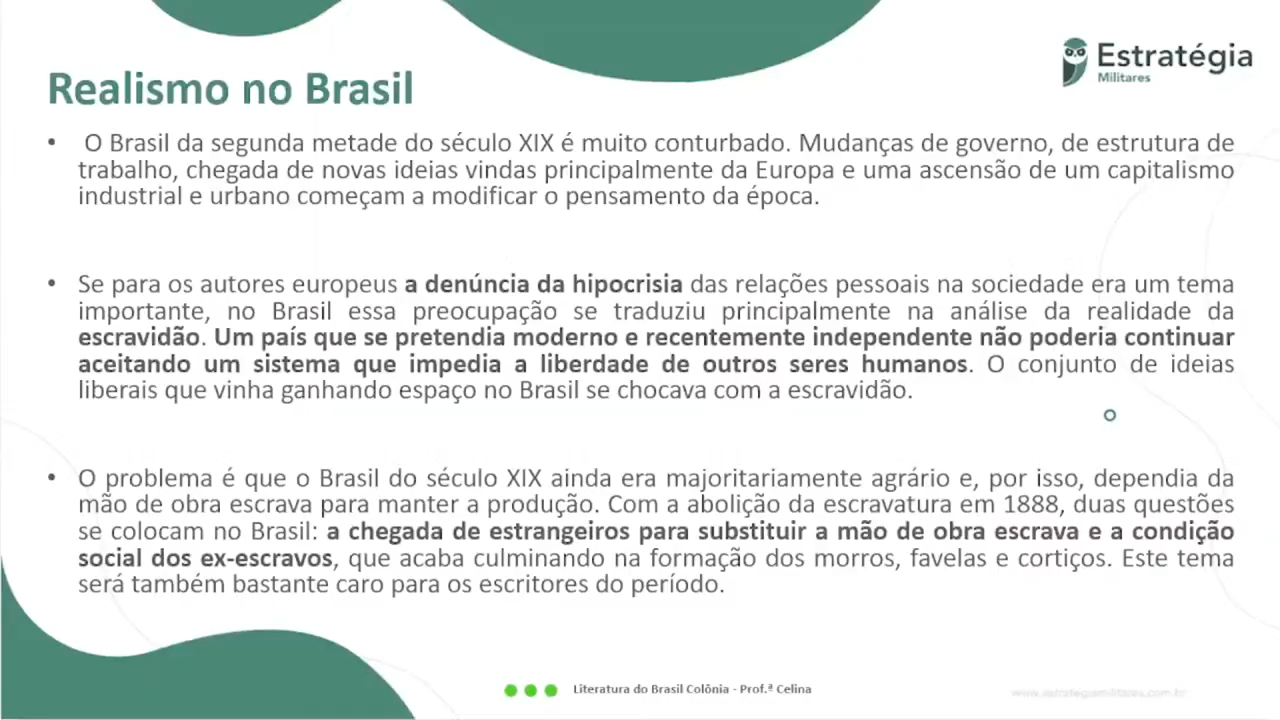 Estratégia
Militares
Realismo no Brasil
• O Brasil da segunda metade do século XIX é muito conturbado. Mudanças de governo, de estrutura de
trabalho, chegada de novas ideias vindas principalmente da Europa e uma ascensão de um capitalismo
industrial e urbano começam a modificar o pensamento da época.
• Se para os autores europeus a denúncia da hipocrisia das relações pessoais na sociedade era um tema
importante, no Brasil essa preocupação se traduziu principalmente na análise da realidade da
escravidão. Um país que se pretendia moderno e recentemente independente não poderia continuar
aceitando um sistema que impedia a liberdade de outros seres humanos. O conjunto de ideias
liberais que vinha ganhando espaço no Brasil se chocava com a escravidão.
• O problema é que o Brasil do século XIX ainda era majoritariamente agrário e, por isso, dependia da
mão de obra escrava para manter a produção. Com a abolição da escravatura em 1888, duas questões
se colocam no Brasil: a chegada de estrangeiros para substituir a mão de obra escrava e a condição
social dos ex-escravos, que acaba culminando na formação dos morros, favelas e cortiços. Este tema
será também bastante caro para os escritores do período.
Literatura do Brasil Colônia - Prof.ª Celina
www.estrategiamilitares.com.br